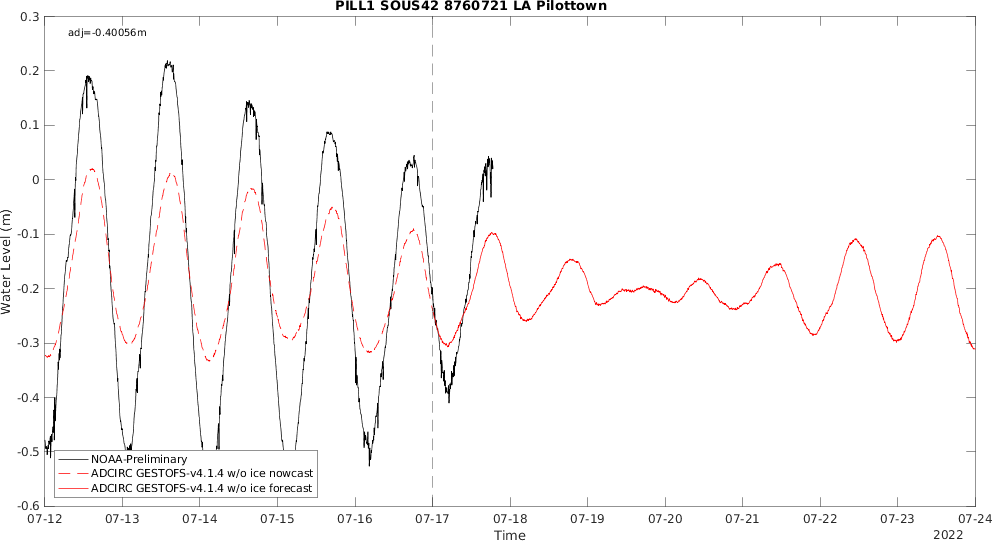 PILL1 SOUS42 8760721 LA Pilottown
adj=-0.40056m
0.3
0.2
0.1
0
-0.1
-0.2
-0.3
-0.4
-0.5
-0.6
Water Level (m)
NOAA-Preliminary
ADCIRC GESTOFS-v4.1.4 w/o ice nowcast
ADCIRC GESTOFS-v4.1.4 w/o ice forecast
07-12 07-13 07-14 07-15 07-16 07-17 07-18 07-19 07-20 07-21 07-22 07-23 07-24
Time
2022